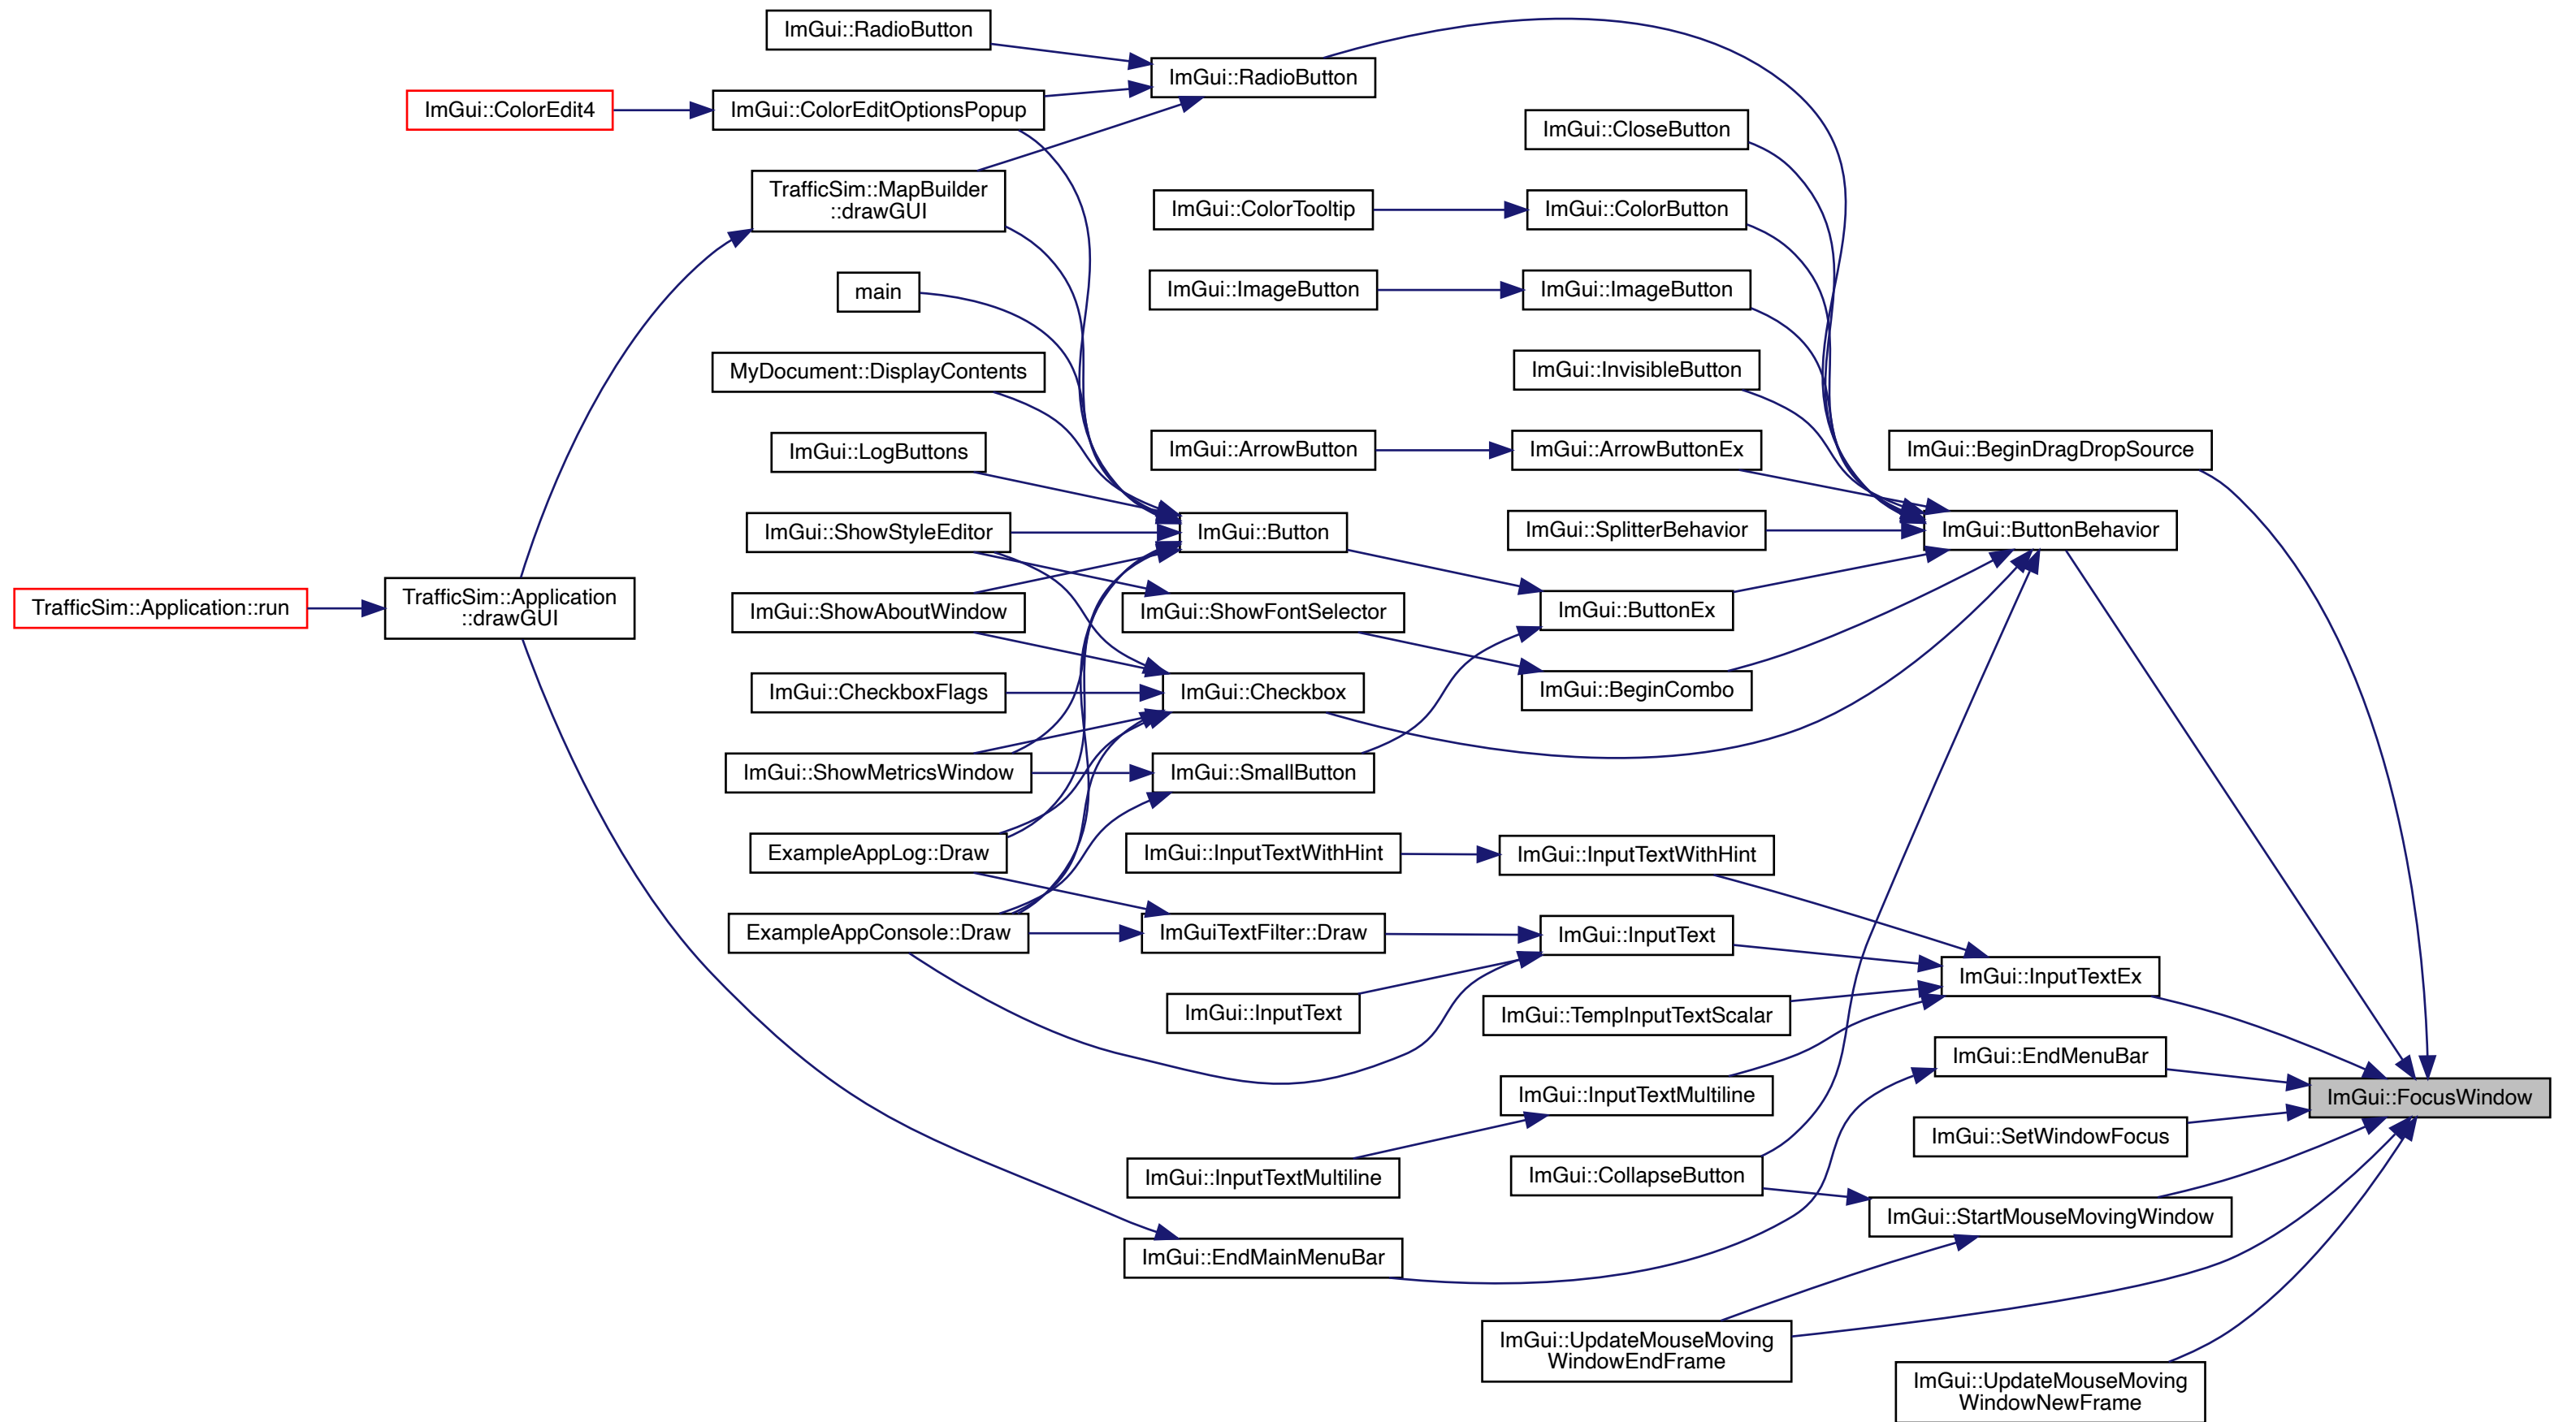 ImGui::RadioButton
ImGui::RadioButton
ImGui::ColorEdit4
ImGui::ColorEditOptionsPopup
ImGui::CloseButton
TrafficSim::MapBuilder
::drawGUI
ImGui::ColorTooltip
ImGui::ColorButton
main
ImGui::ImageButton
ImGui::ImageButton
MyDocument::DisplayContents
ImGui::InvisibleButton
ImGui::LogButtons
ImGui::ArrowButton
ImGui::ArrowButtonEx
ImGui::BeginDragDropSource
ImGui::ShowStyleEditor
ImGui::Button
ImGui::SplitterBehavior
ImGui::ButtonBehavior
TrafficSim::Application::run
TrafficSim::Application
::drawGUI
ImGui::ShowAboutWindow
ImGui::ShowFontSelector
ImGui::ButtonEx
ImGui::CheckboxFlags
ImGui::Checkbox
ImGui::BeginCombo
ImGui::ShowMetricsWindow
ImGui::SmallButton
ExampleAppLog::Draw
ImGui::InputTextWithHint
ImGui::InputTextWithHint
ExampleAppConsole::Draw
ImGuiTextFilter::Draw
ImGui::InputText
ImGui::InputTextEx
ImGui::InputText
ImGui::TempInputTextScalar
ImGui::EndMenuBar
ImGui::InputTextMultiline
ImGui::FocusWindow
ImGui::SetWindowFocus
ImGui::InputTextMultiline
ImGui::CollapseButton
ImGui::StartMouseMovingWindow
ImGui::EndMainMenuBar
ImGui::UpdateMouseMoving
WindowEndFrame
ImGui::UpdateMouseMoving
WindowNewFrame